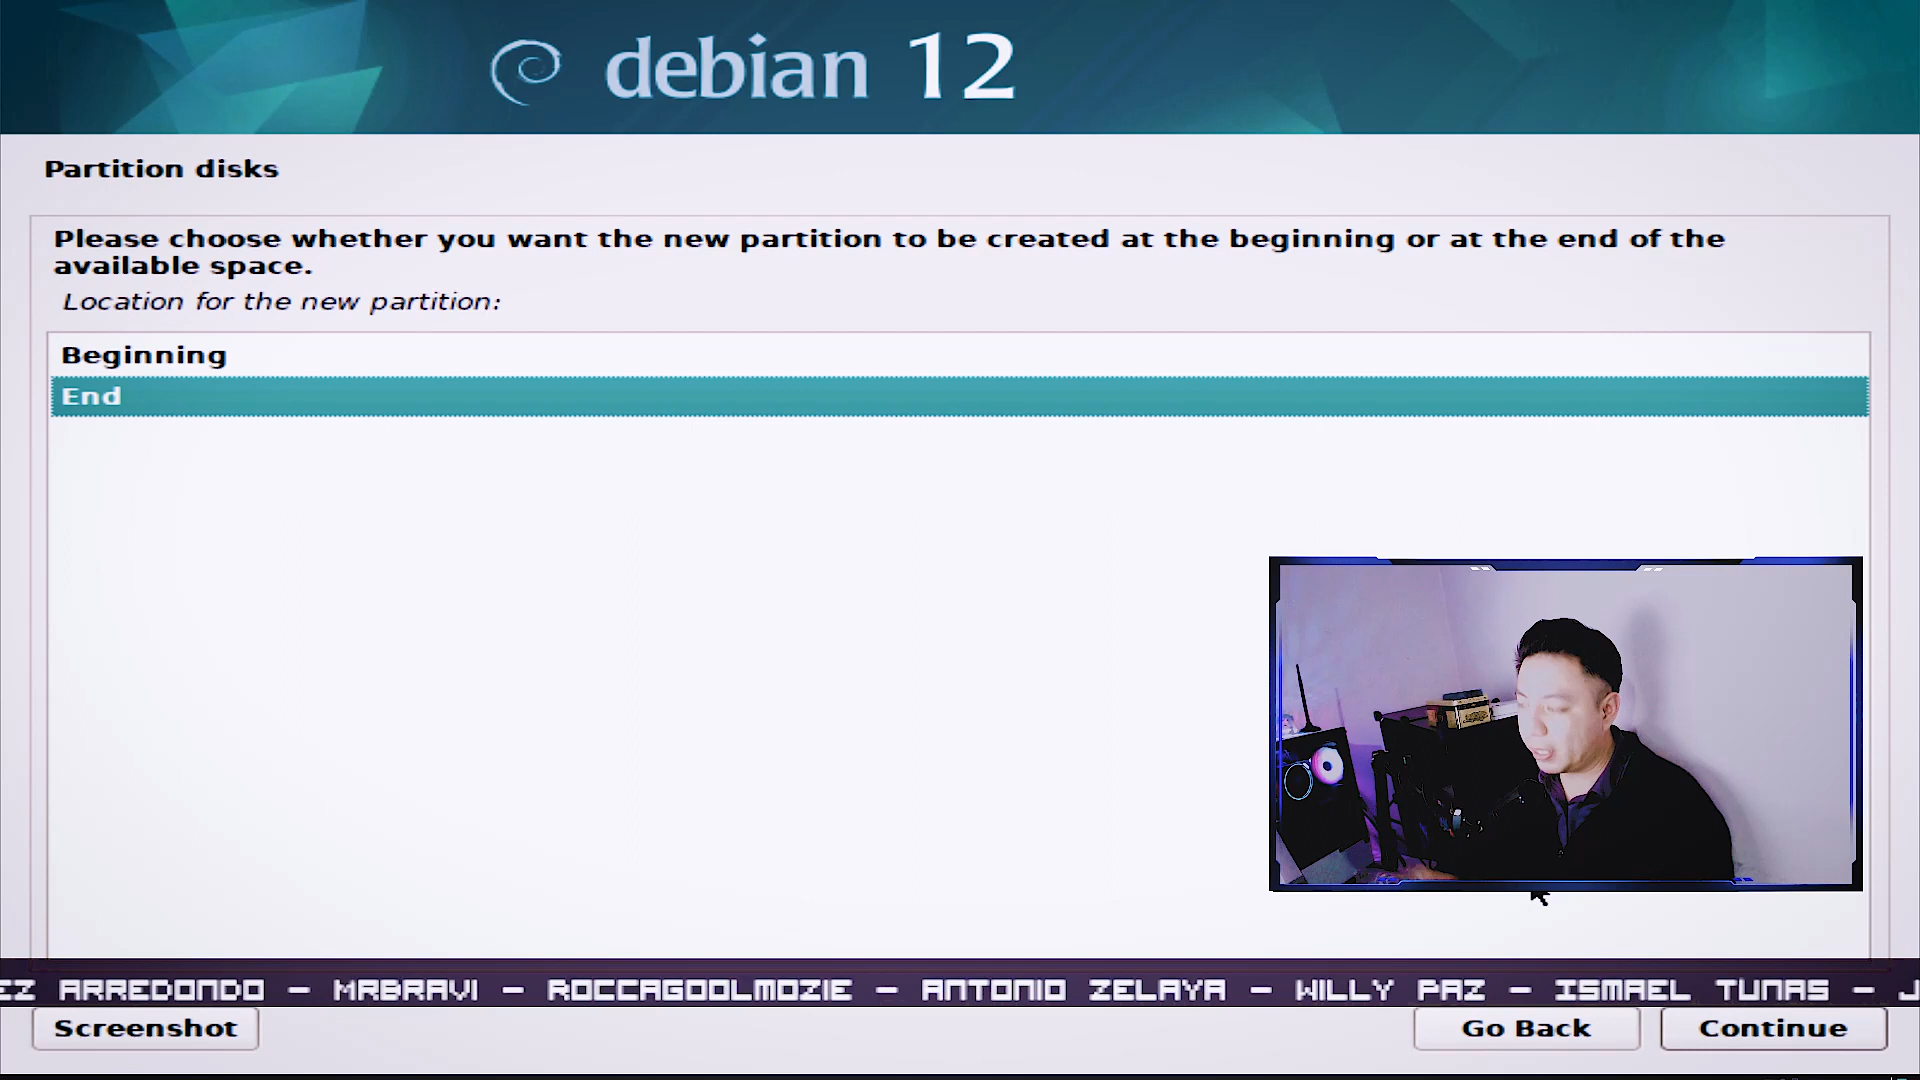 debian 12
Partition disks
Please choose whether you want the new partition to be created at the beginning or at the end of the
available space.
Location for the new partition:
Beginning
End
EZ ARREDONDO - MRBRAVI - ROCCAGOOLMOZIE - ANTONIO ZELAYA - WILLY PAZ - ISMAEL TUNAS - J
Screenshot
Go Back
Continue